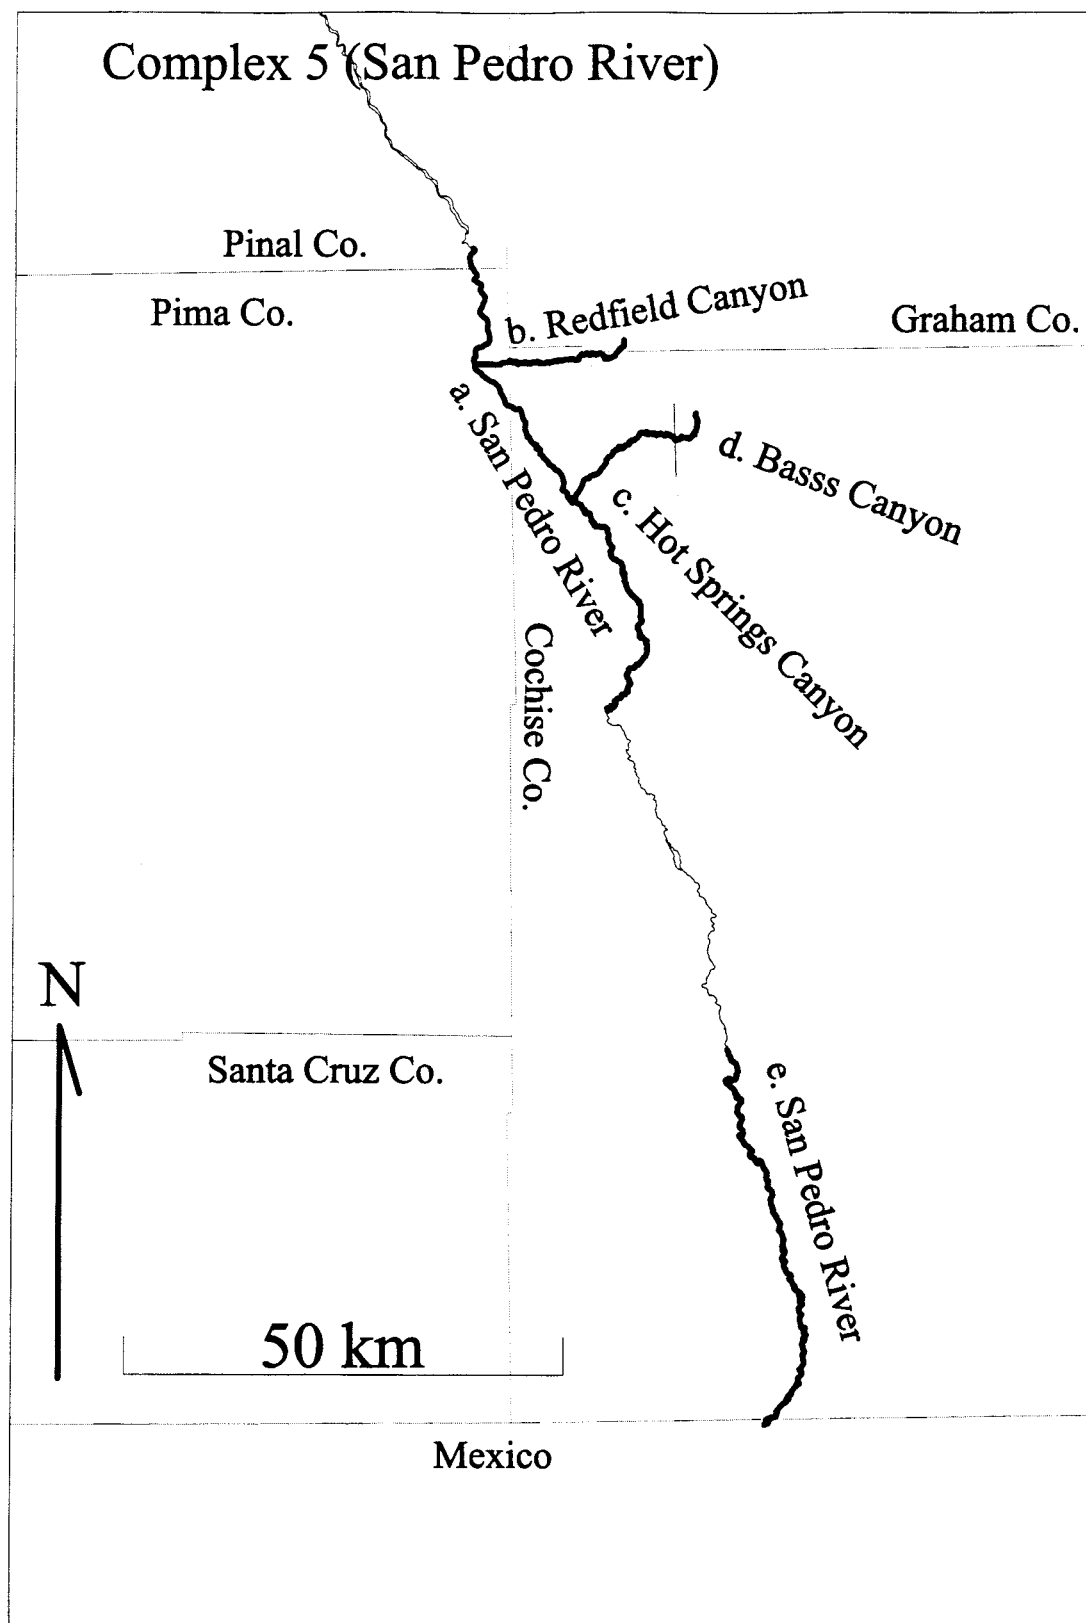 Complex 5 (San Pedro River)
Pinal Co.
Pima Co.
b. Redfield Canyon
Graham Co.
a. San Pedro River
d. Basss Canyon
c. Hot Springs Canyon
Cochise Co.
N
Santa Cruz Co.
e. San Pedro River
50 km
Mexico